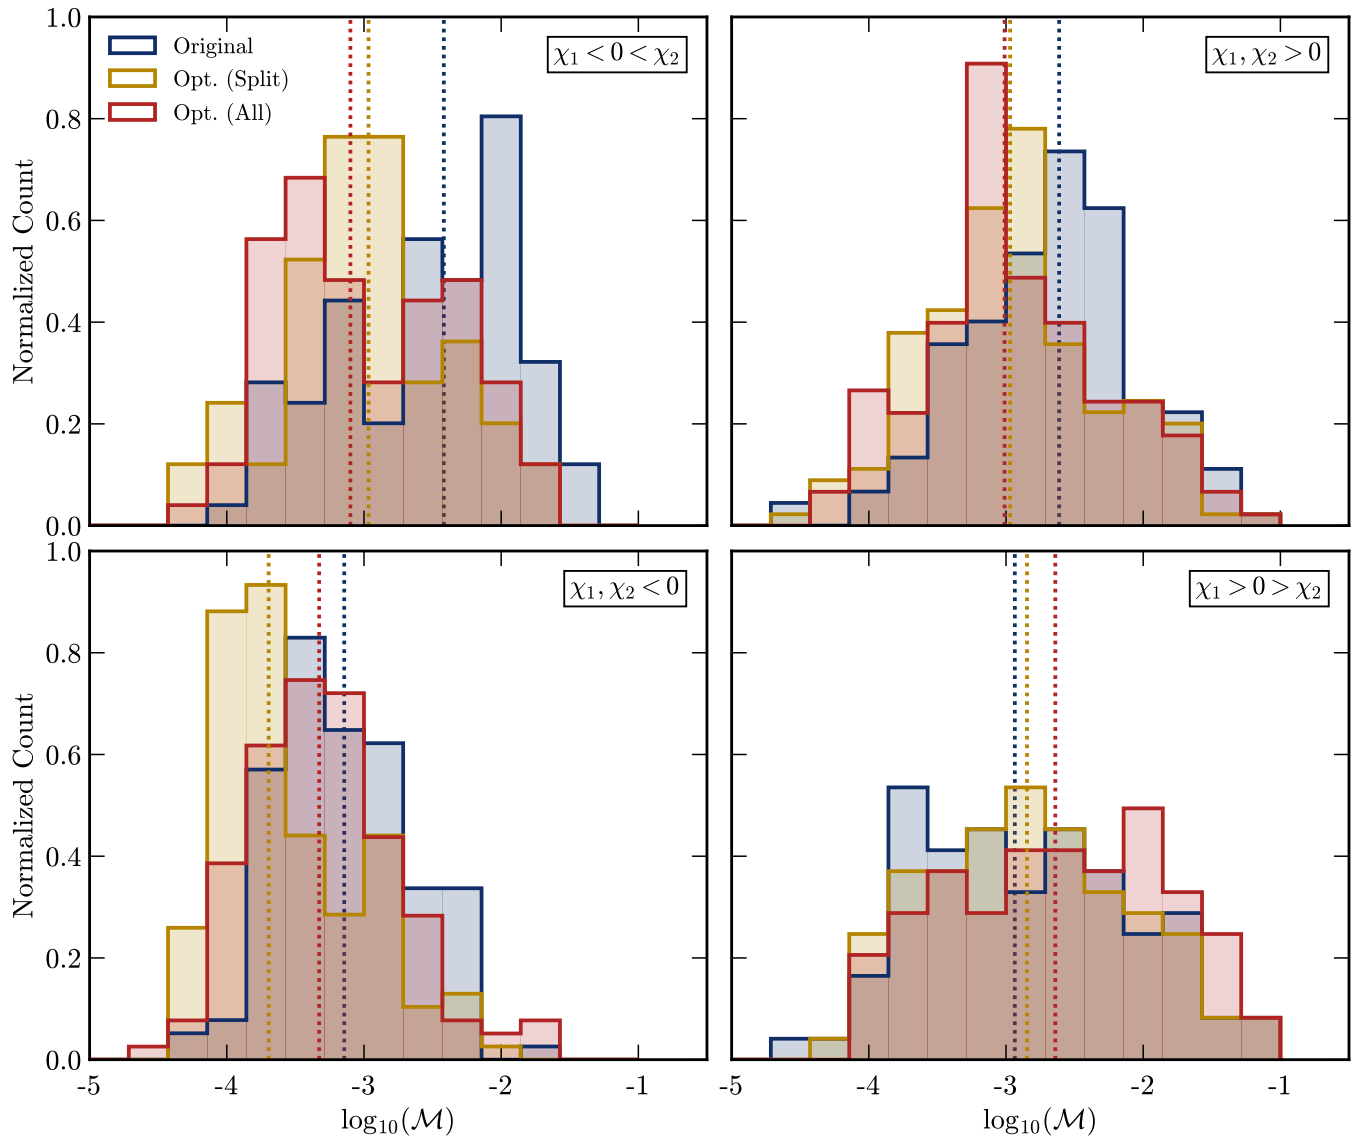 1.0
0.8
0.6
0.4
0.2
0.0
Normalized Count
Original
Opt. (Split)
Opt. (All)
χ₁ < 0 < χ₂
χ₁, χ₂ > 0
1.0
0.8
0.6
0.4
0.2
0.0
Normalized Count
χ₁, χ₂ < 0
χ₁ > 0 > χ₂
-5 -4 -3 -2 -1
-5 -4 -3 -2 -1
log₁₀(ℳ)
log₁₀(ℳ)